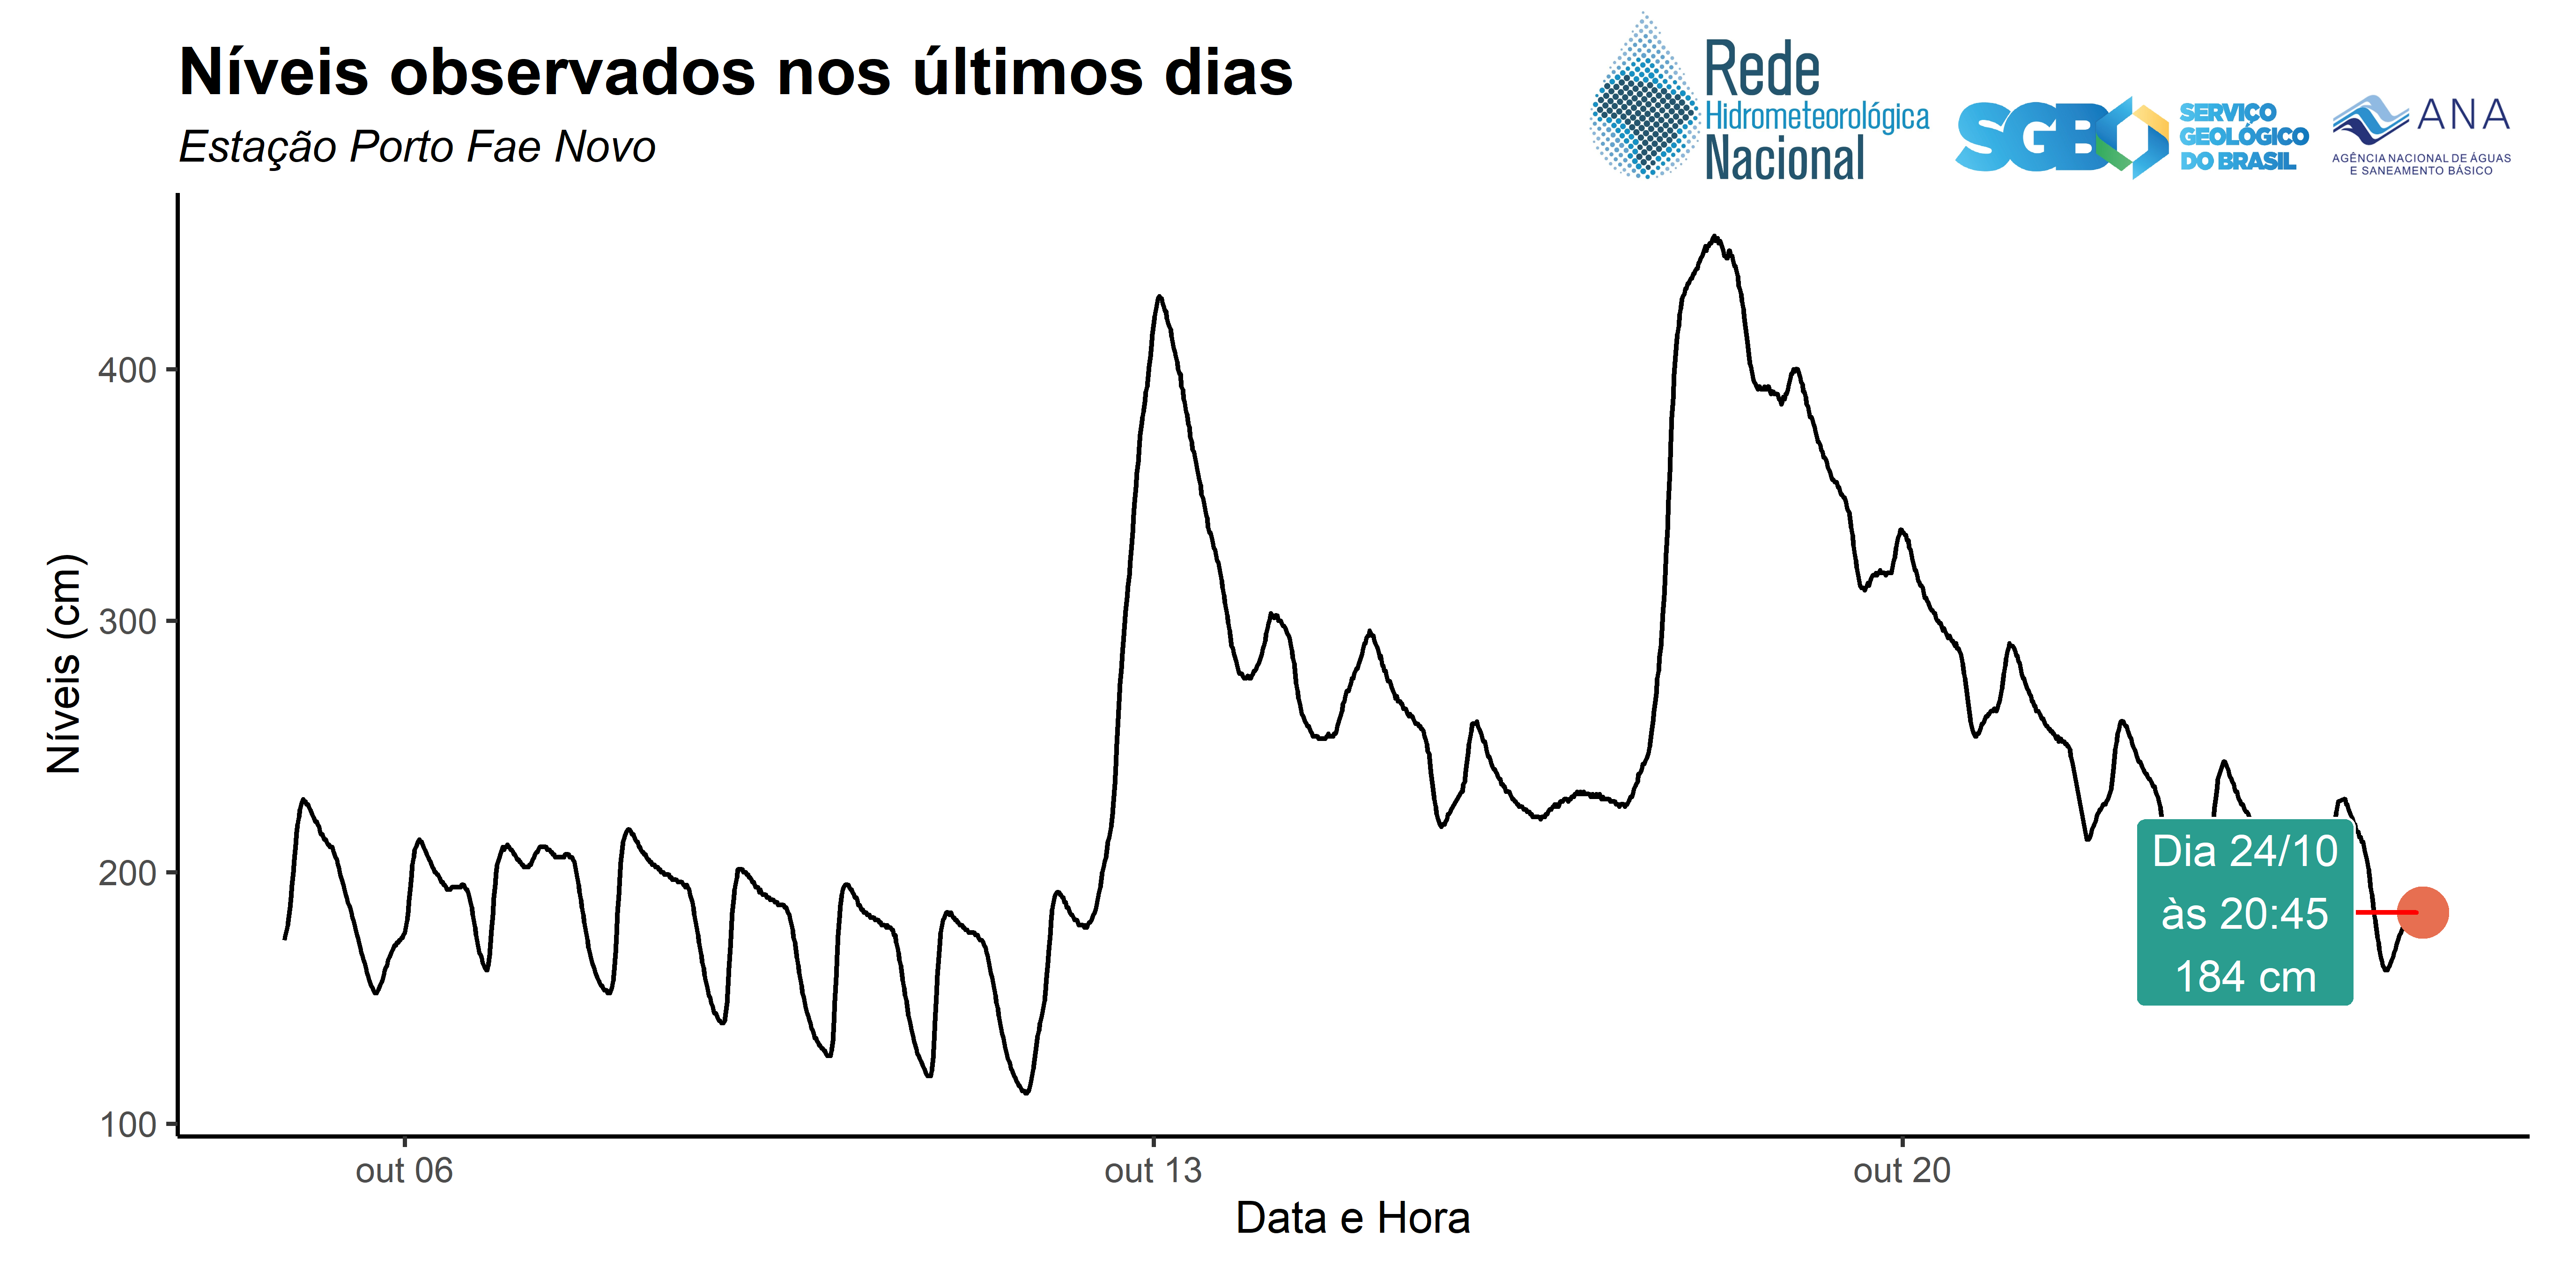 Níveis observados nos últimos dias
Estação Porto Fae Novo
Rede
Hidrometeorológica
Nacional
SGB
SERVIÇO
GEOLÓGICO
DO BRASIL
ANA
AGÊNCIA NACIONAL DE ÁGUAS
E SANEAMENTO BÁSICO
Níveis (cm)
400
300
200
100
Dia 24/10
às 20:45
184 cm
out 06
out 13
out 20
Data e Hora